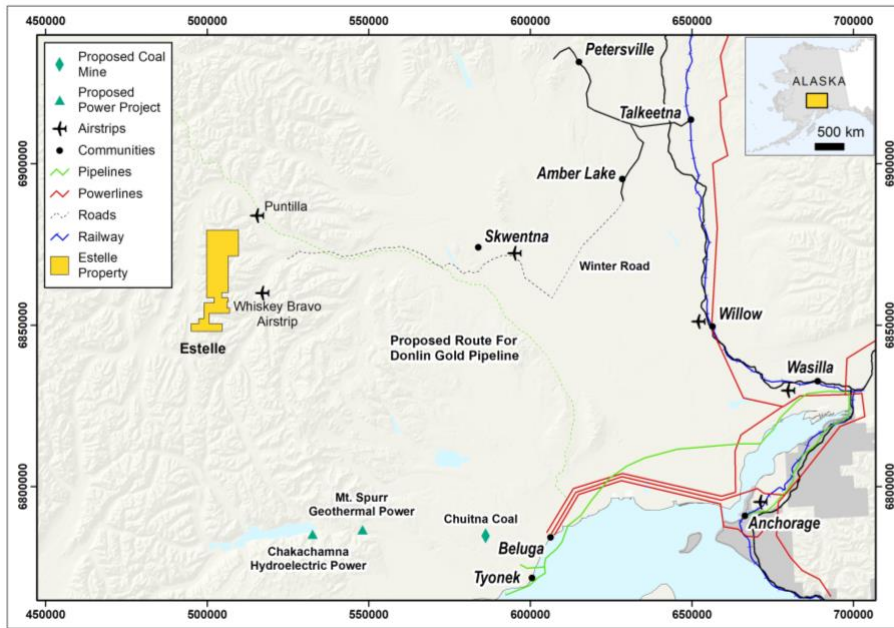 450000
500000
550000
600000
650000
700000
Proposed Coal
Mine
Proposed
Power Project
Airstrips
Communities
Pipelines
Powerlines
Roads
Railway
Estelle
Property
Petersville
Talkeetna
ALASKA
500 km
6900000
6900000
Amber Lake
Puntilla
Skwentna
Winter Road
Whiskey Bravo
Airstrip
6850000
6850000
Estelle
Willow
Proposed Route For
Donlin Gold Pipeline
Wasilla
6800000
6800000
Mt. Spurr
Geothermal Power
Chuitna Coal
Anchorage
Chakachamna
Hydroelectric Power
Beluga
Tyonek
450000
500000
550000
600000
650000
700000